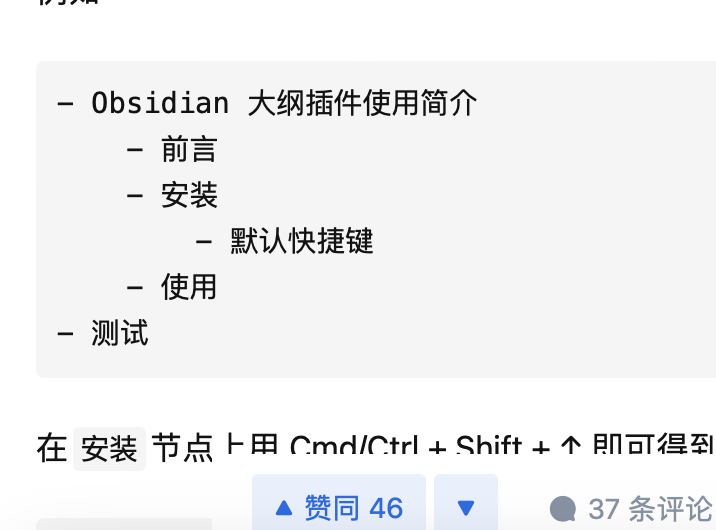 - Obsidian 大纲插件使用简介
- 前言
- 安装
- 默认快捷键
- 使用
- 测试
在 安装 节点上用 Cmd/Ctrl + Shift + ↑ 即可得到
▲ 赞同 46 ▼ 37 条评论